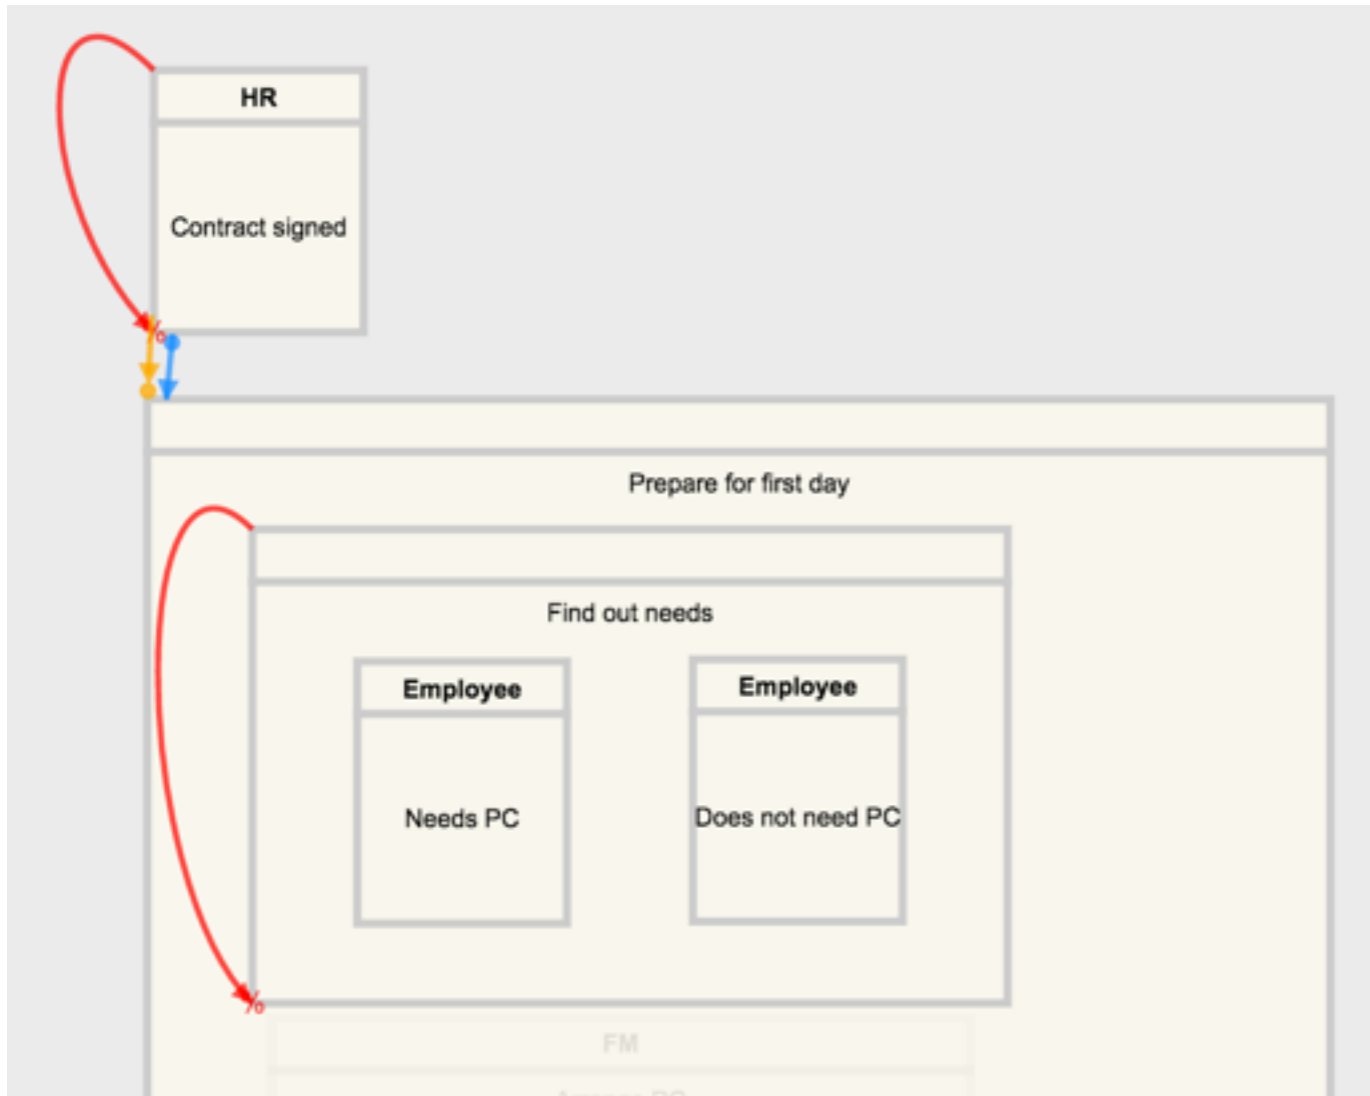 HR
Contract signed
%
Prepare for first day
Find out needs
Employee
Employee
Needs PC
Does not need PC
%
FM